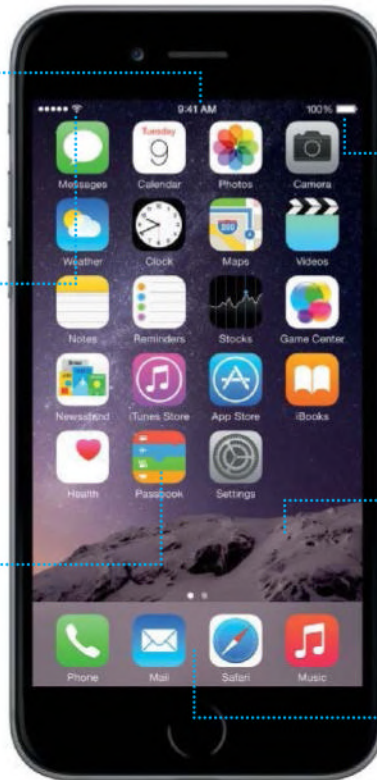 9:41 AM 100%
Tuesday
9
Messages Calendar Photos Camera
280
Weather Clock Maps Videos
Notes Reminders Stocks Game Center
Newsstand iTunes Store App Store iBooks
Health Passbook Settings
Phone Mail Safari Music